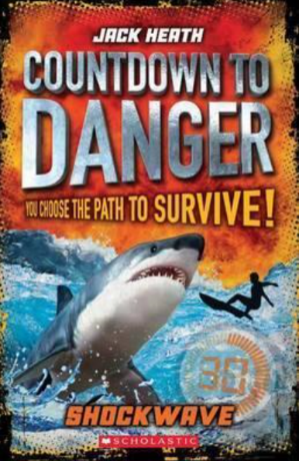 JACK HEATH
COUNTDOWN TO
DANGER
YOU CHOOSE THE PATH TO SURVIVE!
30
SHOCKWAVE
SCHOLASTIC